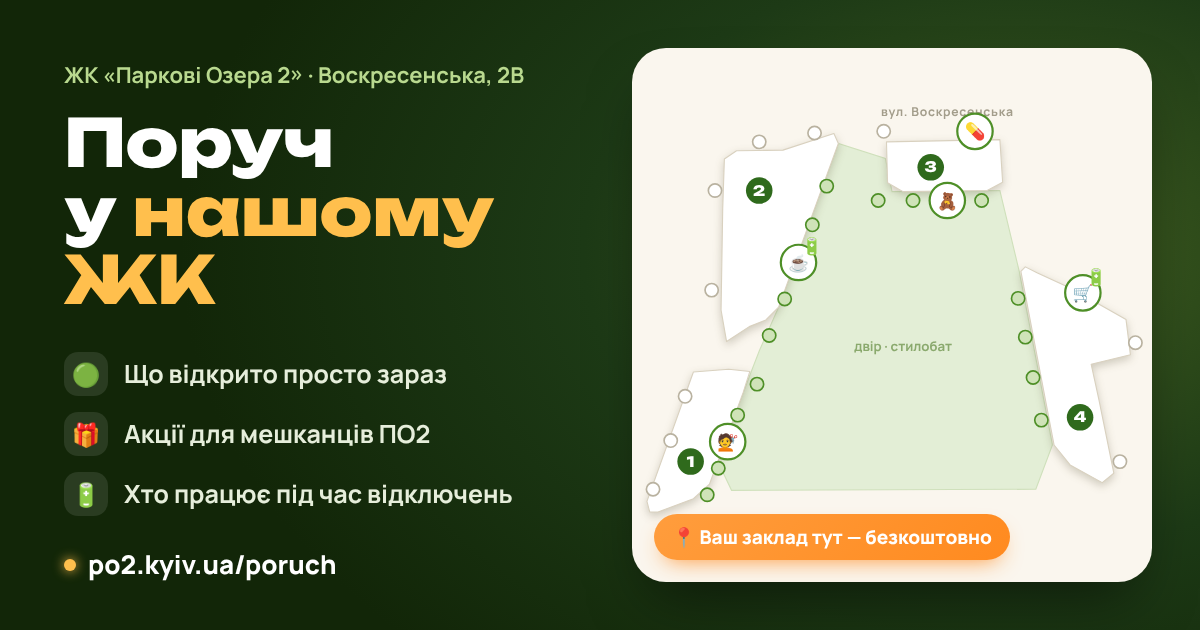 ЖК «Паркові Озера 2» · Воскресенська, 2В
Поруч
у нашому
ЖК
Що відкрито просто зараз
Акції для мешканців ПО2
Хто працює під час відключень
po2.kyiv.ua/poruch
вул. Воскресенська
3
2
двір · стилобат
4
1
Ваш заклад тут — безкоштовно